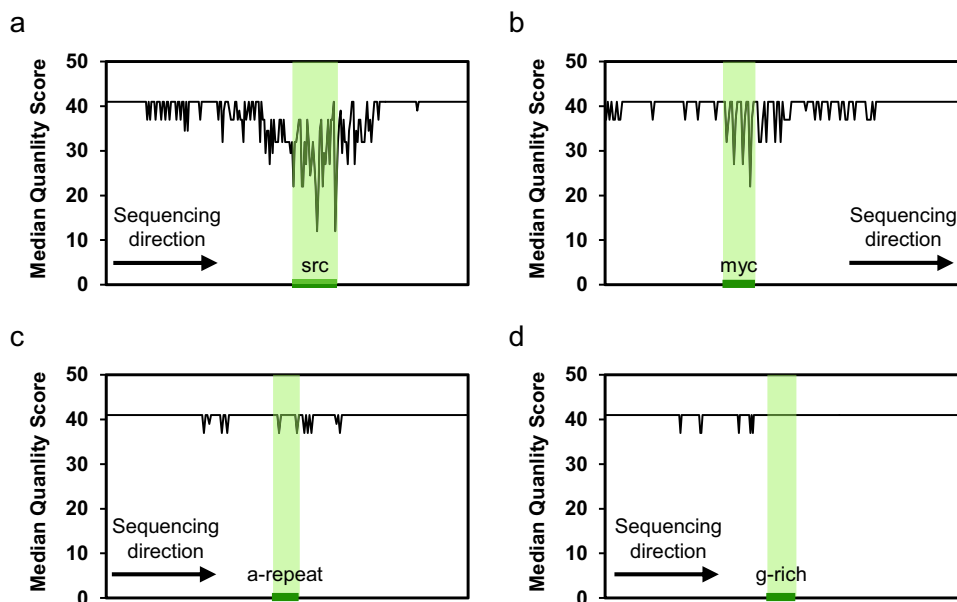 a
b
Median Quanlity Score
50
40
30
20
10
0
Sequencing
direction
src
Median Quanlity Score
50
40
30
20
10
0
Sequencing
direction
myc
c
d
Median Quanlity Score
50
40
30
20
10
0
Sequencing
direction
a-repeat
Median Quanlity Score
50
40
30
20
10
0
Sequencing
direction
g-rich